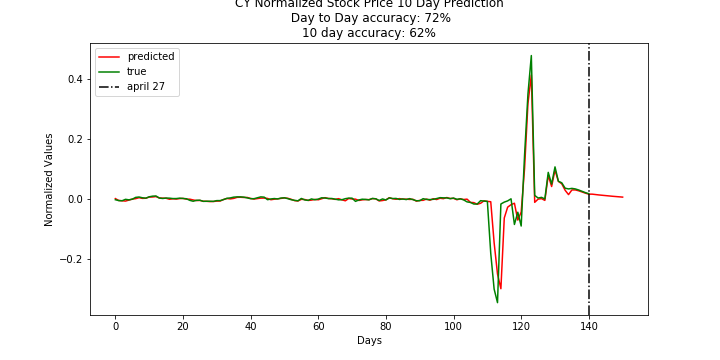 CY Normalized Stock Price 10 Day Prediction
Day to Day accuracy: 72%
10 day accuracy: 62%
predicted
true
april 27
Normalized Values
0.4
0.2
0.0
−0.2
0 20 40 60 80 100 120 140
Days